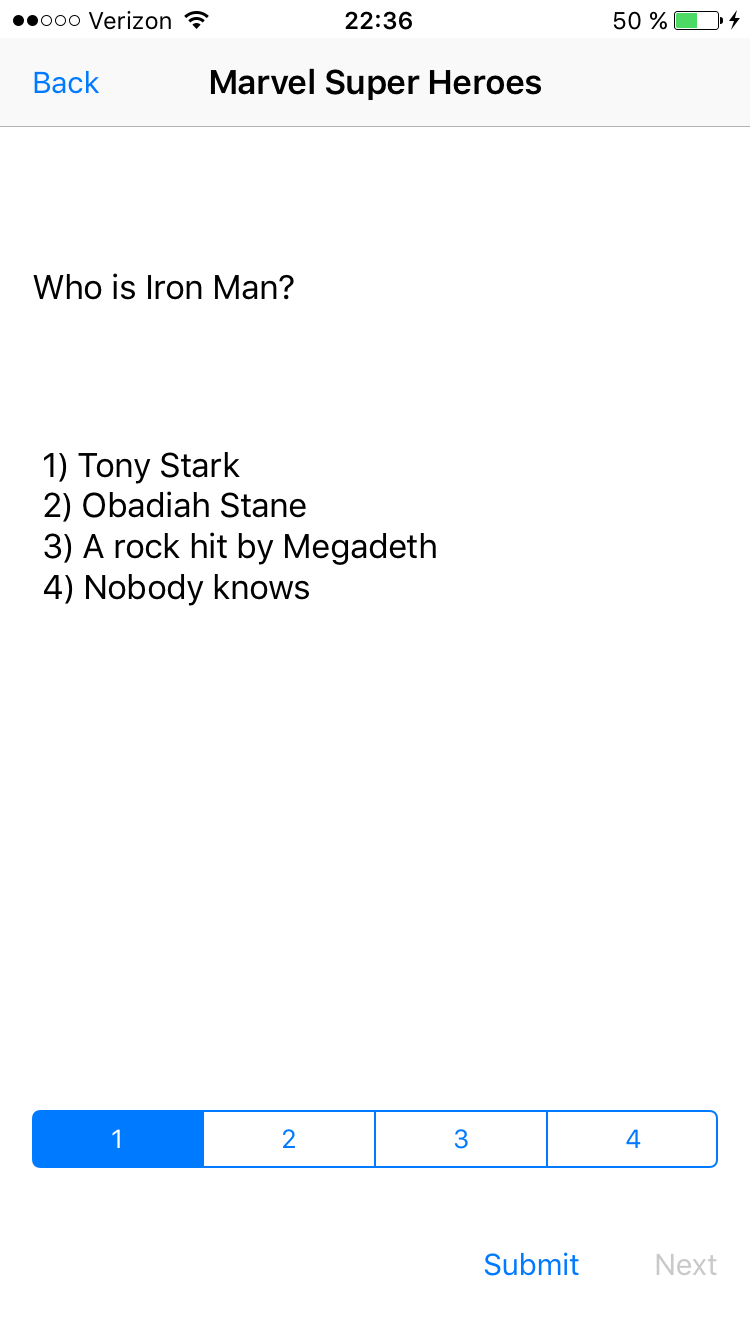 Verizon 22:36 50 %
Back Marvel Super Heroes
Who is Iron Man?
1) Tony Stark
2) Obadiah Stane
3) A rock hit by Megadeth
4) Nobody knows
1 2 3 4
Submit Next